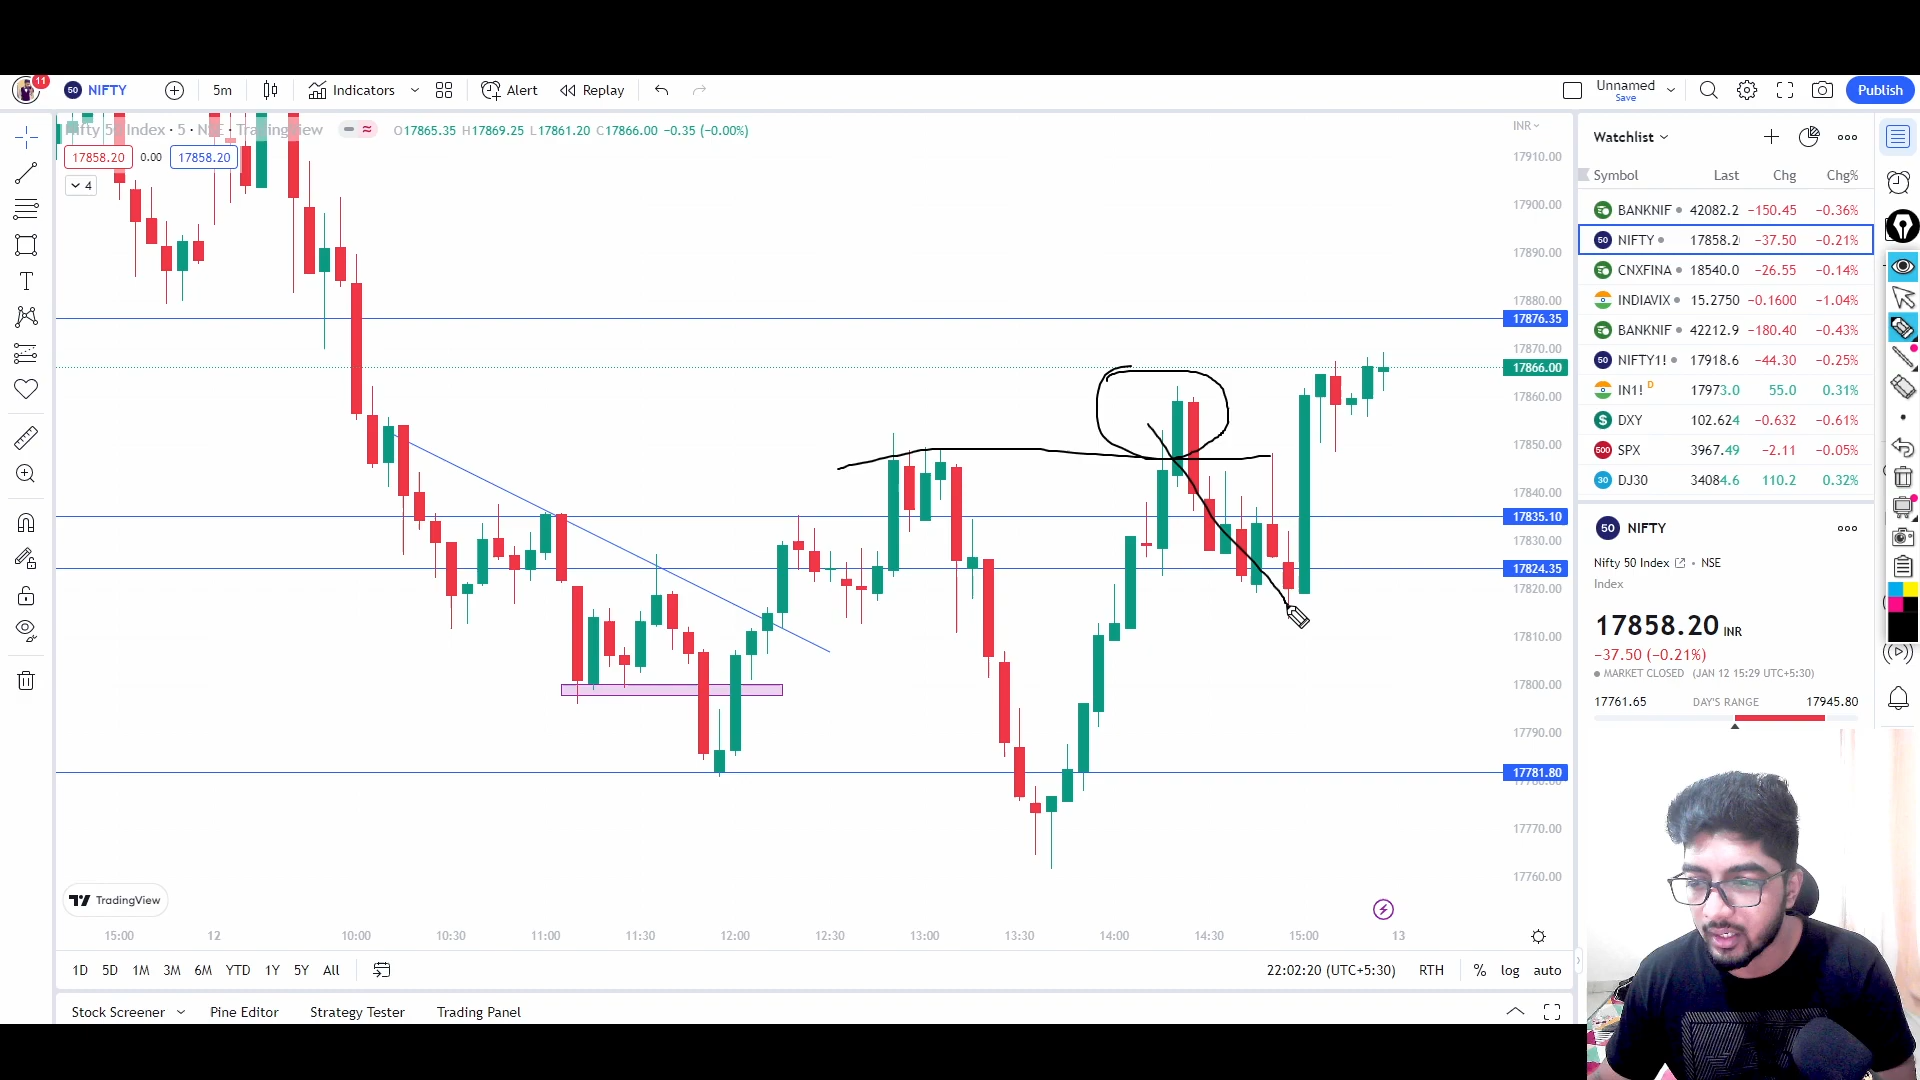 11
50 NIFTY
5m
Indicators
Alert
Replay
Unnamed
Save
Publish
Nifty 50 Index · 5 · NSE · TradingView
O17865.35 H17869.25 L17861.20 C17866.00 −0.35 (−0.00%)
INR
17858.20 0.00 17858.20
4
17910.00
17900.00
17890.00
17880.00
17876.35
17870.00
17866.00
17860.00
17850.00
17840.00
17835.10
17830.00
17824.35
17820.00
17810.00
17800.00
17790.00
17781.80
17770.00
17760.00
TradingView
15:00 12 10:00 10:30 11:00 11:30 12:00 12:30 13:00 13:30 14:00 14:30 15:00 13
1D 5D 1M 3M 6M YTD 1Y 5Y All
22:02:20 (UTC+5:30) RTH % log auto
Stock Screener Pine Editor Strategy Tester Trading Panel
Watchlist
Symbol Last Chg Chg%
BANKNIF 42082.2 −150.45 −0.36%
50 NIFTY 17858.2 −37.50 −0.21%
CNXFINA 18540.0 −26.55 −0.14%
INDIAVIX 15.2750 −0.1600 −1.04%
BANKNIF 42212.9 −180.40 −0.43%
50 NIFTY1! 17918.6 −44.30 −0.25%
IN1! D 17973.0 55.0 0.31%
$ DXY 102.624 −0.632 −0.61%
500 SPX 3967.49 −2.11 −0.05%
30 DJ30 34084.6 110.2 0.32%
50 NIFTY
Nifty 50 Index · NSE
Index
17858.20 INR
−37.50 (−0.21%)
MARKET CLOSED (JAN 12 15:29 UTC+5:30)
17761.65 DAY'S RANGE 17945.80